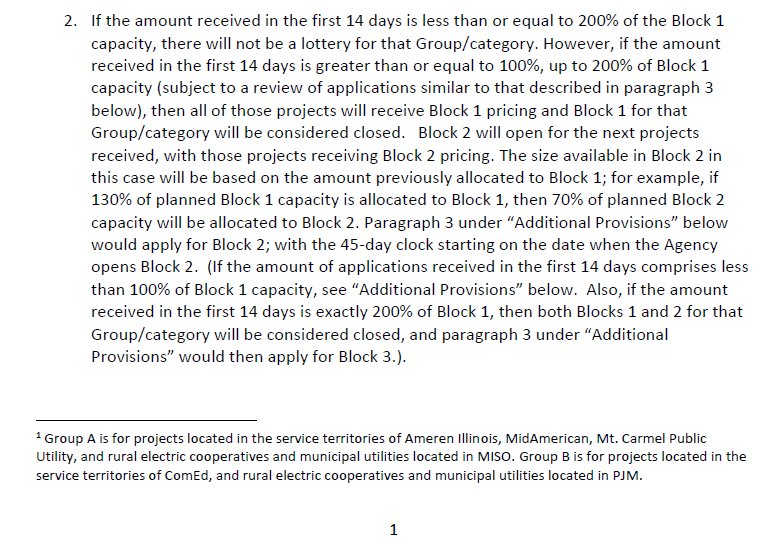 2. If the amount received in the first 14 days is less than or equal to 200% of the Block 1
capacity, there will not be a lottery for that Group/category. However, if the amount
received in the first 14 days is greater than or equal to 100%, up to 200% of Block 1
capacity (subject to a review of applications similar to that described in paragraph 3
below), then all of those projects will receive Block 1 pricing and Block 1 for that
Group/category will be considered closed. Block 2 will open for the next projects
received, with those projects receiving Block 2 pricing. The size available in Block 2 in
this case will be based on the amount previously allocated to Block 1; for example, if
130% of planned Block 1 capacity is allocated to Block 1, then 70% of planned Block 2
capacity will be allocated to Block 2. Paragraph 3 under “Additional Provisions” below
would apply for Block 2; with the 45-day clock starting on the date when the Agency
opens Block 2. (If the amount of applications received in the first 14 days comprises less
than 100% of Block 1 capacity, see “Additional Provisions” below. Also, if the amount
received in the first 14 days is exactly 200% of Block 1, then both Blocks 1 and 2 for that
Group/category will be considered closed, and paragraph 3 under “Additional
Provisions” would then apply for Block 3.).
1 Group A is for projects located in the service territories of Ameren Illinois, MidAmerican, Mt. Carmel Public
Utility, and rural electric cooperatives and municipal utilities located in MISO. Group B is for projects located in the
service territories of ComEd, and rural electric cooperatives and municipal utilities located in PJM.
1